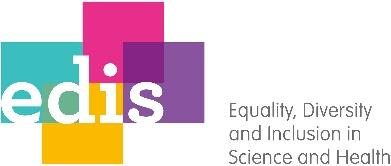 edis
Equality, Diversity
and Inclusion in
Science and Health